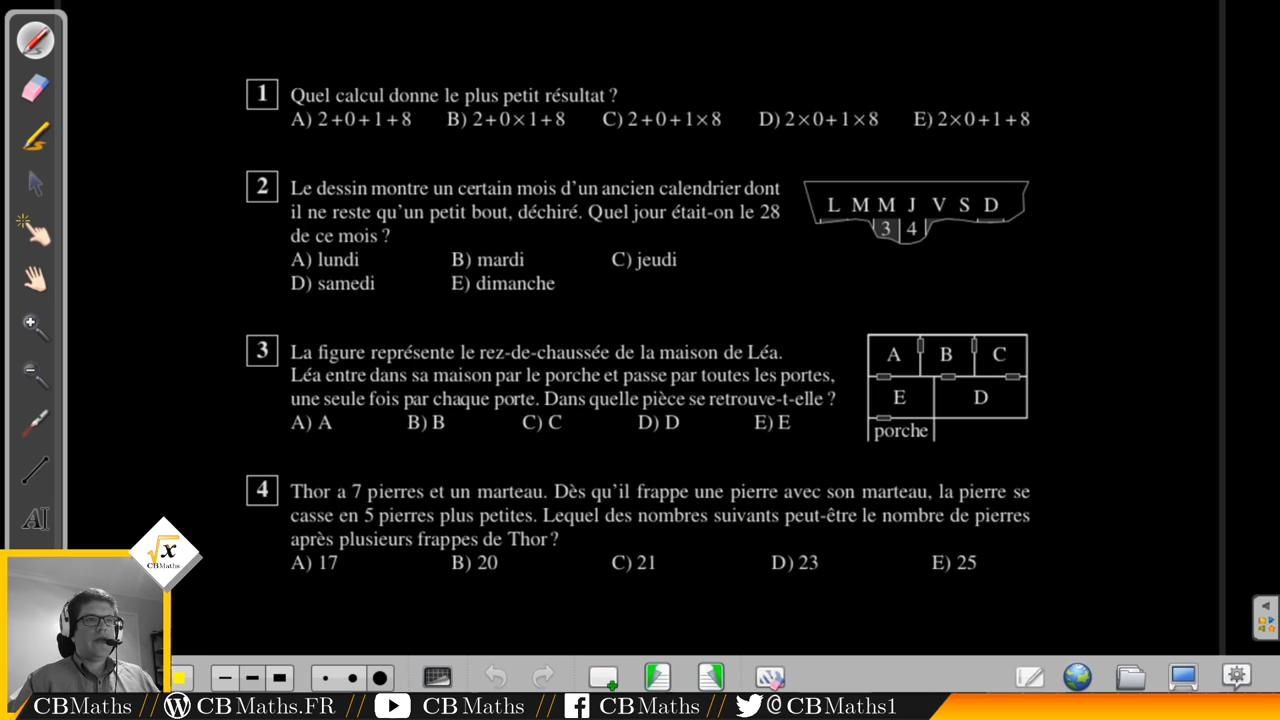 1 Quel calcul donne le plus petit résultat ?
A) 2+0+1+8 B) 2+0×1+8 C) 2+0+1×8 D) 2×0+1×8 E) 2×0+1+8
2 Le dessin montre un certain mois d'un ancien calendrier dont
il ne reste qu'un petit bout, déchiré. Quel jour était-on le 28
de ce mois ?
A) lundi B) mardi C) jeudi
D) samedi E) dimanche
L M M J V S D
3 4
3 La figure représente le rez-de-chaussée de la maison de Léa.
Léa entre dans sa maison par le porche et passe par toutes les portes,
une seule fois par chaque porte. Dans quelle pièce se retrouve-t-elle ?
A) A B) B C) C D) D E) E
A B C
E D
porche
4 Thor a 7 pierres et un marteau. Dès qu'il frappe une pierre avec son marteau, la pierre se
casse en 5 pierres plus petites. Lequel des nombres suivants peut-être le nombre de pierres
après plusieurs frappes de Thor ?
A) 17 B) 20 C) 21 D) 23 E) 25
AI
√x
CBMaths
CBMaths // CBMaths.FR // CBMaths // CBMaths // @CBMaths1